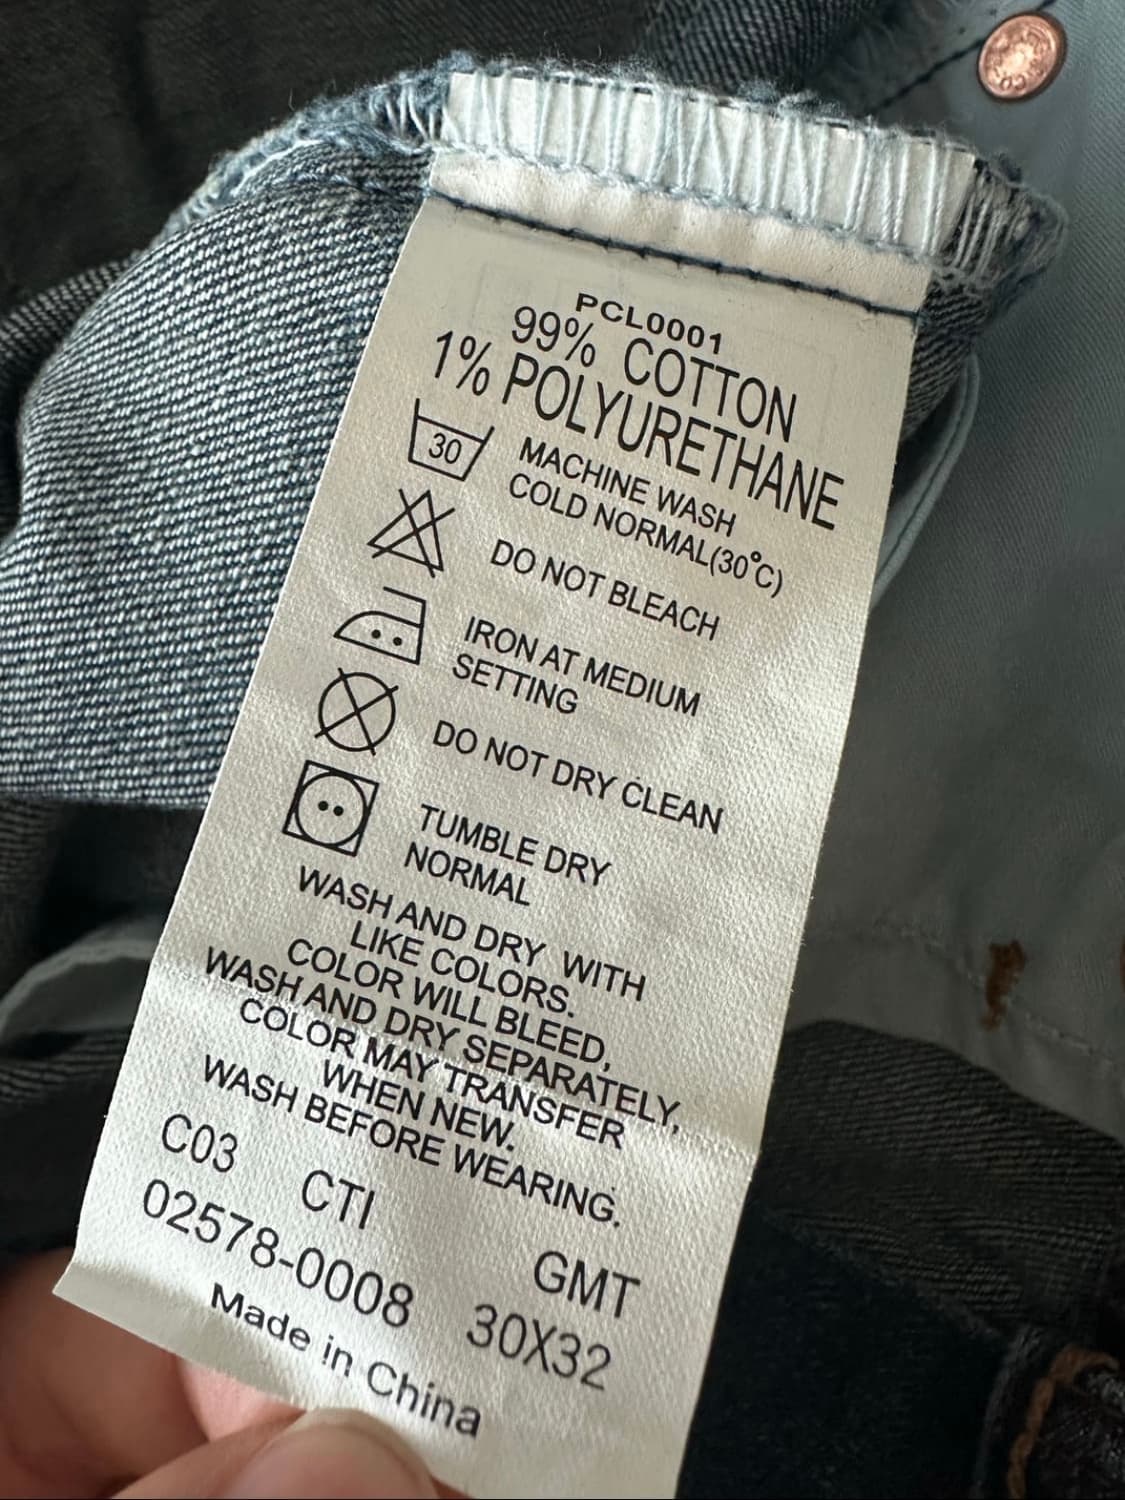 PCL0001
99% COTTON
1% POLYURETHANE
30
MACHINE WASH
COLD NORMAL(30°C)
DO NOT BLEACH
IRON AT MEDIUM
SETTING
DO NOT DRY CLEAN
TUMBLE DRY
NORMAL
WASH AND DRY WITH
LIKE COLORS.
COLOR WILL BLEED,
WASH AND DRY SEPARATELY,
COLOR MAY TRANSFER
WHEN NEW.
WASH BEFORE WEARING.
C03 CTI GMT
02578-0008 30X32
Made in China